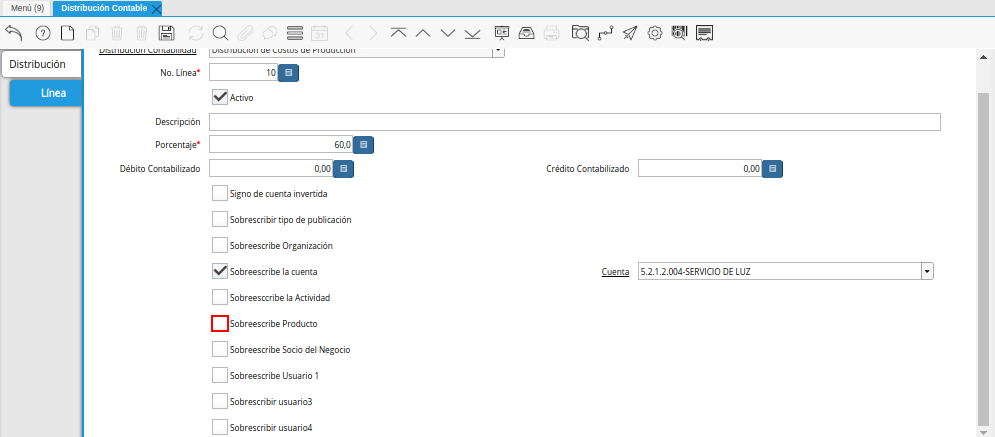 Menú (9)
Distribución Contable
Distribución
Línea
Distribución Contabilidad Distribución de Costos de Producción
No. Línea* 10
Activo
Descripción
Porcentaje* 60,0
Débito Contabilizado 0,00 Crédito Contabilizado 0,00
Signo de cuenta invertida
Sobrescribir tipo de publicación
Sobreescribe Organización
Sobreescribe la cuenta Cuenta 5.2.1.2.004-SERVICIO DE LUZ
Sobreesccribe la Actividad
Sobreescribe Producto
Sobreescribe Socio del Negocio
Sobreescribe Usuario 1
Sobrescribir usuario3
Sobrescribir usuario4